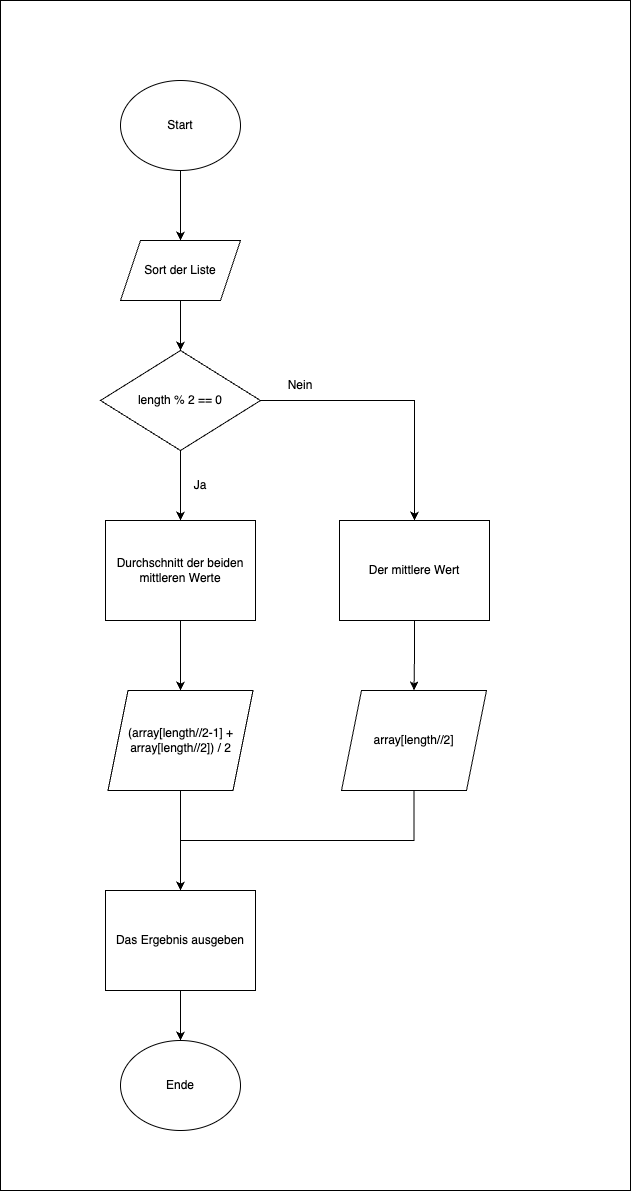 Start
Sort der Liste
length % 2 == 0
Nein
Ja
Durchschnitt der beiden
mittleren Werte
Der mittlere Wert
(array[length//2-1] +
array[length//2]) / 2
array[length//2]
Das Ergebnis ausgeben
Ende